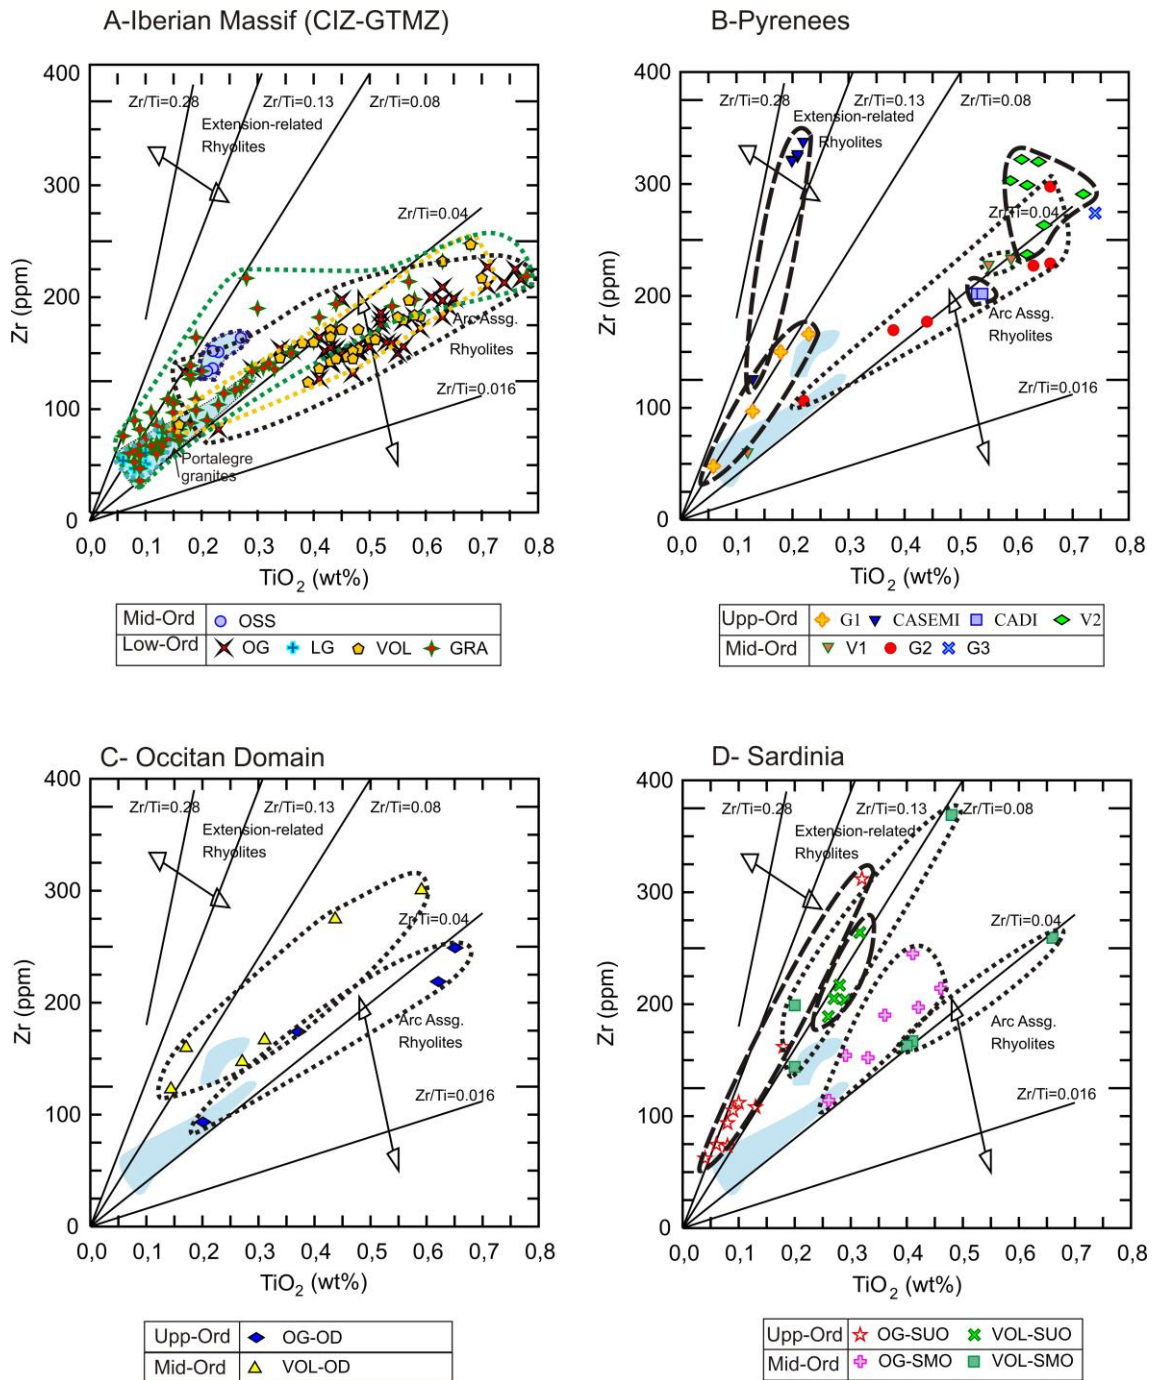 A-Iberian Massif (CIZ-GTMZ)
400
300
200
100
0
Zr (ppm)
Zr/Ti=0.28
Zr/Ti=0.13
Zr/Ti=0.08
Extension-related
Rhyolites
Zr/Ti=0.04
Arc Assg.
Rhyolites
Zr/Ti=0.016
Portalegre
granites
0,0 0,1 0,2 0,3 0,4 0,5 0,6 0,7 0,8
TiO2 (wt%)
Mid-Ord OSS
Low-Ord OG LG VOL GRA
B-Pyrenees
400
300
200
100
0
Zr (ppm)
Zr/Ti=0.28
Zr/Ti=0.13
Zr/Ti=0.08
Extension-related
Rhyolites
Zr/Ti=0.04
Arc Assg.
Rhyolites
Zr/Ti=0.016
0,0 0,1 0,2 0,3 0,4 0,5 0,6 0,7 0,8
TiO2 (wt%)
Upp-Ord G1 CASEMI CADI V2
Mid-Ord V1 G2 G3
C- Occitan Domain
400
300
200
100
0
Zr (ppm)
Zr/Ti=0.28
Zr/Ti=0.13
Zr/Ti=0.08
Extension-related
Rhyolites
Zr/Ti=0.04
Arc Assg.
Rhyolites
Zr/Ti=0.016
0,0 0,1 0,2 0,3 0,4 0,5 0,6 0,7 0,8
TiO2 (wt%)
Upp-Ord OG-OD
Mid-Ord VOL-OD
D- Sardinia
400
300
200
100
0
Zr (ppm)
Zr/Ti=0.28
Zr/Ti=0.13
Zr/Ti=0.08
Extension-related
Rhyolites
Zr/Ti=0.04
Arc Assg.
Rhyolites
Zr/Ti=0.016
0,0 0,1 0,2 0,3 0,4 0,5 0,6 0,7 0,8
TiO2 (wt%)
Upp-Ord OG-SUO VOL-SUO
Mid-Ord OG-SMO VOL-SMO